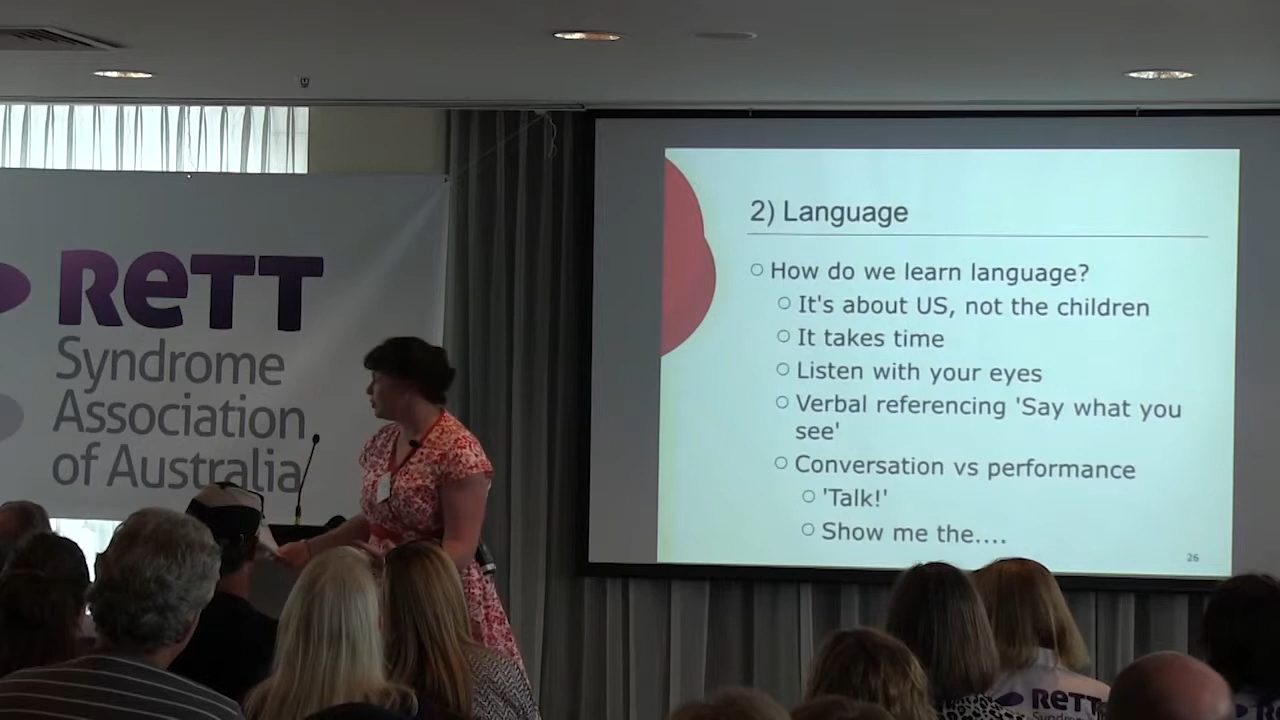 RETT
Syndrome
Association
of Australia
2) Language
How do we learn language?
It's about US, not the children
It takes time
Listen with your eyes
Verbal referencing 'Say what you
see'
Conversation vs performance
'Talk!'
Show me the....
26
RETT